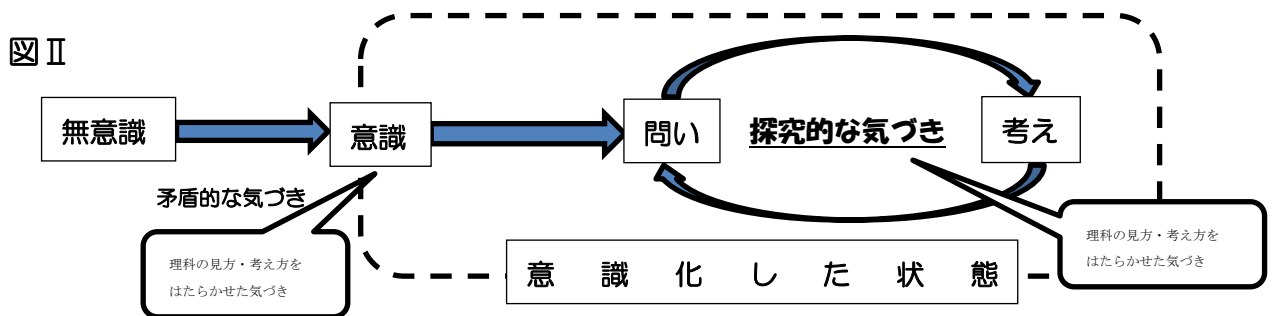 図Ⅱ
無意識
意識
問い
探究的な気づき
考え
矛盾的な気づき
理科の見方・考え方を
はたらかせた気づき
理科の見方・考え方を
はたらかせた気づき
意識化した状態